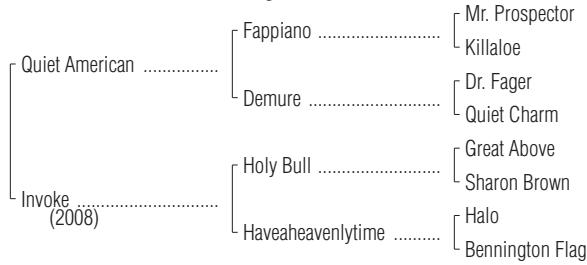 Mr. Prospector
Fappiano ....................
Killaloe
Quiet American ...............
Dr. Fager
Demure ......................
Quiet Charm
Great Above
Holy Bull ....................
Sharon Brown
Invoke ............................
(2008)
Halo
Haveaheavenlytime ..........
Bennington Flag